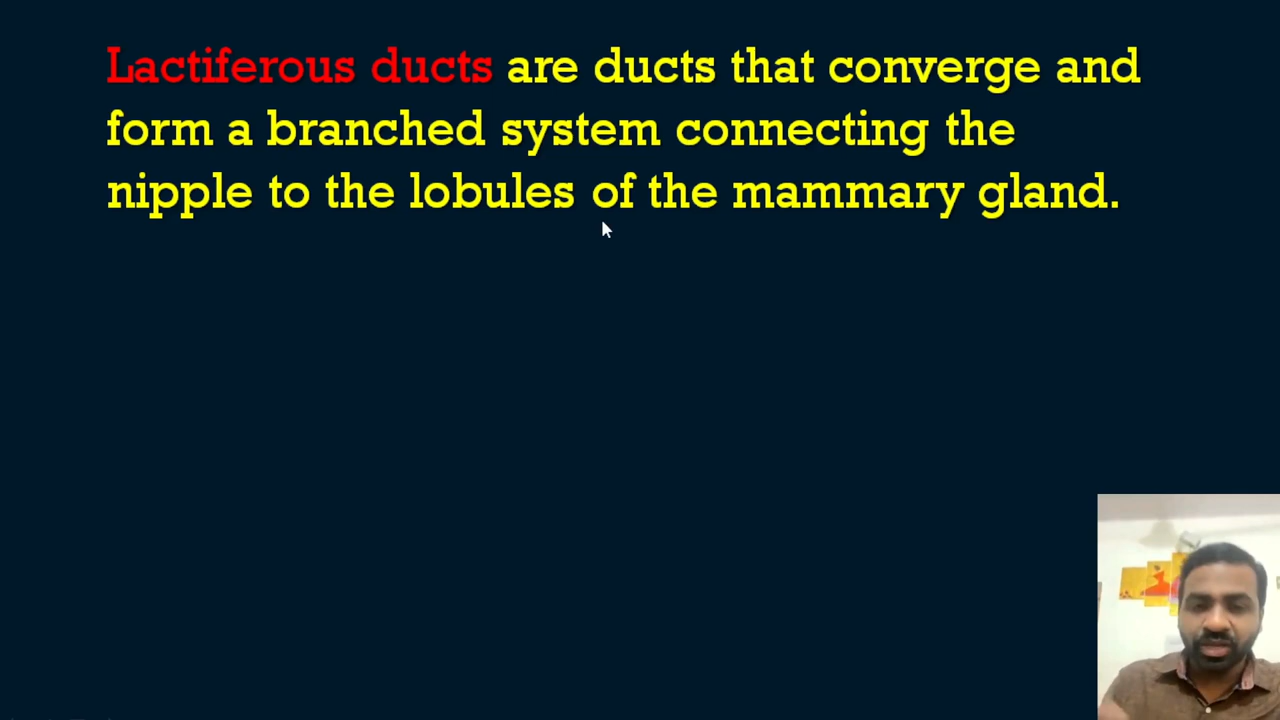 Lactiferous ducts are ducts that converge and
form a branched system connecting the
nipple to the lobules of the mammary gland.